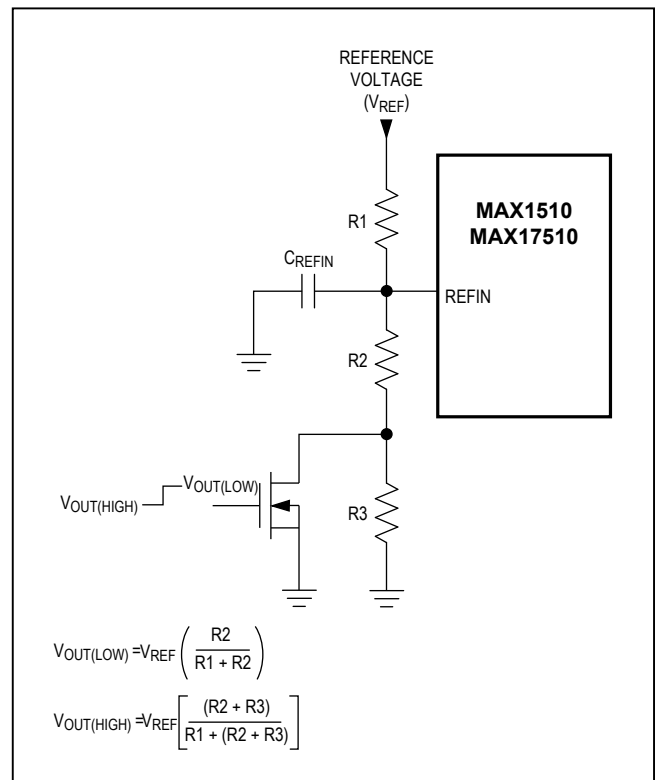 REFERENCE
VOLTAGE
(VREF)
R1
MAX1510
MAX17510
CREFIN
REFIN
R2
VOUT(LOW)
VOUT(HIGH)
R3
VOUT(LOW) =VREF ( R2 / R1 + R2 )
VOUT(HIGH) =VREF [ (R2 + R3) / R1 + (R2 + R3) ]